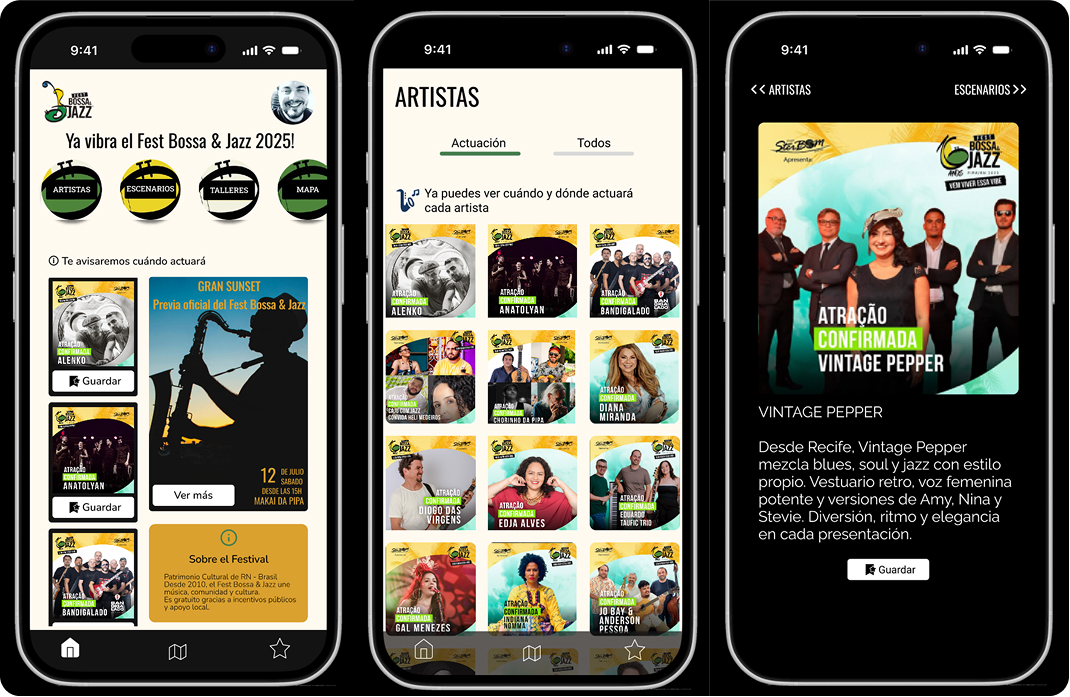 9:41
FEST
BOSSA &
JAZZ
Ya vibra el Fest Bossa & Jazz 2025!
ARTISTAS
ESCENARIOS
TALLERES
MAPA
Te avisaremos cuándo actuará
ATRAÇÃO
CONFIRMADA
ALENKO
Guardar
ATRAÇÃO
CONFIRMADA
ANATOLYAN
Guardar
ATRAÇÃO
CONFIRMADA
BANDIGALADO
GRAN SUNSET
Previa oficial del Fest Bossa & Jazz
12 DE JULIO
SABADO
DESDE LAS 15H
MAKAI DA PIPA
Ver más
Sobre el Festival
Patrimonio Cultural de RN - Brasil
Desde 2010, el Fest Bossa & Jazz une
música, comunidad y cultura.
Es gratuito gracias a incentivos públicos
y apoyo local.
9:41
ARTISTAS
Actuación
Todos
Ya puedes ver cuándo y dónde actuará
cada artista
ATRAÇÃO
CONFIRMADA
ALENKO
ATRAÇÃO
CONFIRMADA
ANATOLYAN
ATRAÇÃO
CONFIRMADA
BANDIGALADO
BAN
DIGA
LADO
ATRAÇÃO
CONFIRMADA
CAJU COM JAZZ
CONVIDA HELI MEDEIROS
ATRAÇÃO
CONFIRMADA
CHORINHO DA PIPA
ATRAÇÃO
CONFIRMADA
DIANA
MIRANDA
ATRAÇÃO
CONFIRMADA
DIOGO DAS
VIRGENS
ATRAÇÃO
CONFIRMADA
EDJA ALVES
ATRAÇÃO
CONFIRMADA
EDUARDO
TAUFIC TRIO
ATRAÇÃO
CONFIRMADA
GAL MENEZES
ATRAÇÃO
CONFIRMADA
INDIANA
NOMMA
ATRAÇÃO
CONFIRMADA
JO BAY &
ANDERSON
PESSOA
9:41
<< ARTISTAS
ESCENARIOS >>
SterBOM
Apresenta:
FEST
BOSSA &
JAZZ
ANOS
PIPA/RN 2025
VEM VIVER ESSA VIBE
ATRAÇÃO
CONFIRMADA
VINTAGE PEPPER
VINTAGE PEPPER
Desde Recife, Vintage Pepper
mezcla blues, soul y jazz con estilo
propio. Vestuario retro, voz femenina
potente y versiones de Amy, Nina y
Stevie. Diversión, ritmo y elegancia
en cada presentación.
Guardar